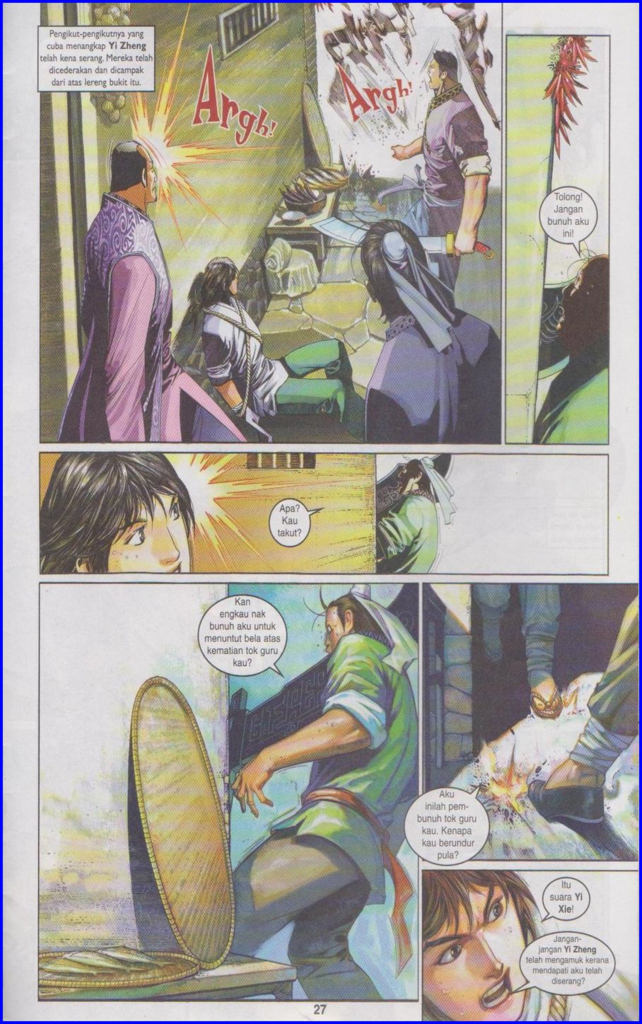 Pengikut-pengikutnya yang
cuba menangkap Yi Zheng
telah kena serang. Mereka telah
dicederakan dan dicampak
dari atas lereng bukit itu.
Argh!
Argh!
Tolong!
Jangan
bunuh aku
ini!
Apa?
Kau
takut?
Kan
engkau nak
bunuh aku untuk
menuntut bela atas
kematian tok guru
kau?
Aku
inilah pem-
bunuh tok guru
kau. Kenapa
kau berundur
pula?
Itu
suara Yi
Xie!
Jangan-
jangan Yi Zheng
telah mengamuk kerana
mendapati aku telah
diserang?
27